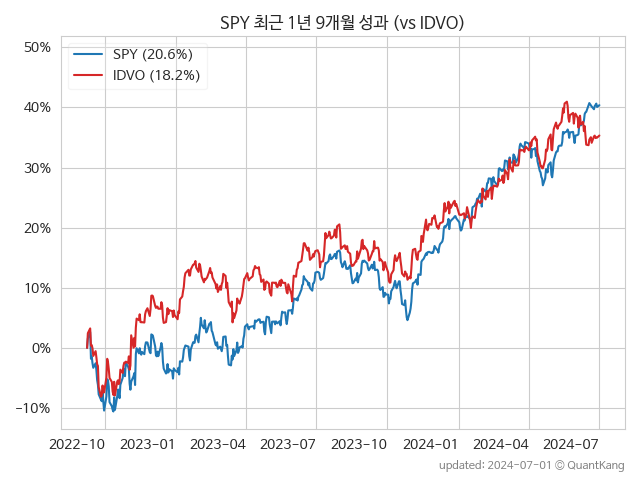 SPY 최근 1년 9개월 성과 (vs IDVO)
SPY (20.6%)
IDVO (18.2%)
50%
40%
30%
20%
10%
0%
−10%
2022−10 2023−01 2023−04 2023−07 2023−10 2024−01 2024−04 2024−07
updated: 2024-07-01 © QuantKang